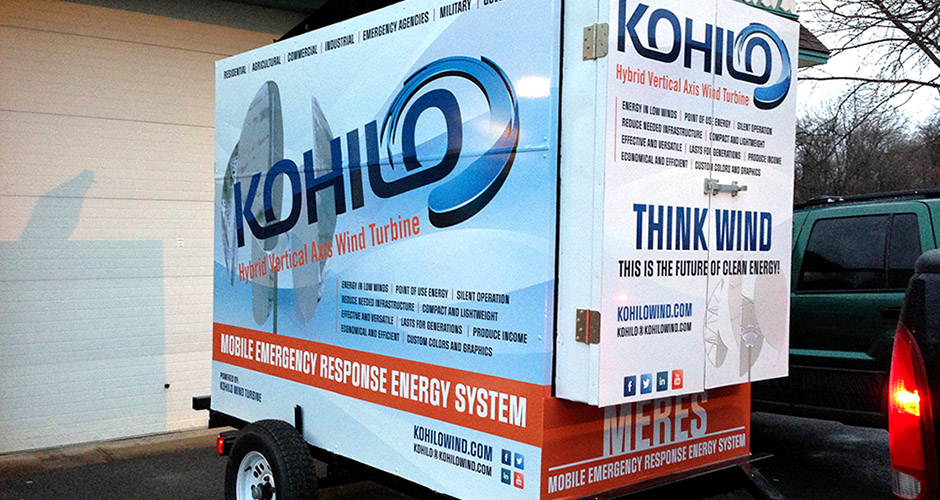 RESIDENTIAL | AGRICULTURAL | COMMERCIAL | INDUSTRIAL | EMERGENCY AGENCIES | MILITARY |
KOHILO
Hybrid Vertical Axis Wind Turbine
ENERGY IN LOW WINDS | POINT OF USE ENERGY | SILENT OPERATION
REDUCE NEEDED INFRASTRUCTURE | COMPACT AND LIGHTWEIGHT
EFFECTIVE AND VERSATILE | LASTS FOR GENERATIONS | PRODUCE INCOME
ECONOMICAL AND EFFICIENT | CUSTOM COLORS AND GRAPHICS
MOBILE EMERGENCY RESPONSE ENERGY SYSTEM
POWERED BY:
KOHILO WIND TURBINE
KOHILOWIND.COM
KOHILO@KOHILOWIND.COM
KOHILO
Hybrid Vertical Axis Wind Turbine
ENERGY IN LOW WINDS | POINT OF USE ENERGY | SILENT OPERATION
REDUCE NEEDED INFRASTRUCTURE | COMPACT AND LIGHTWEIGHT
EFFECTIVE AND VERSATILE | LASTS FOR GENERATIONS | PRODUCE INCOME
ECONOMICAL AND EFFICIENT | CUSTOM COLORS AND GRAPHICS
THINK WIND
THIS IS THE FUTURE OF CLEAN ENERGY!
KOHILOWIND.COM
KOHILO@KOHILOWIND.COM
MERES
MOBILE EMERGENCY RESPONSE ENERGY SYSTEM